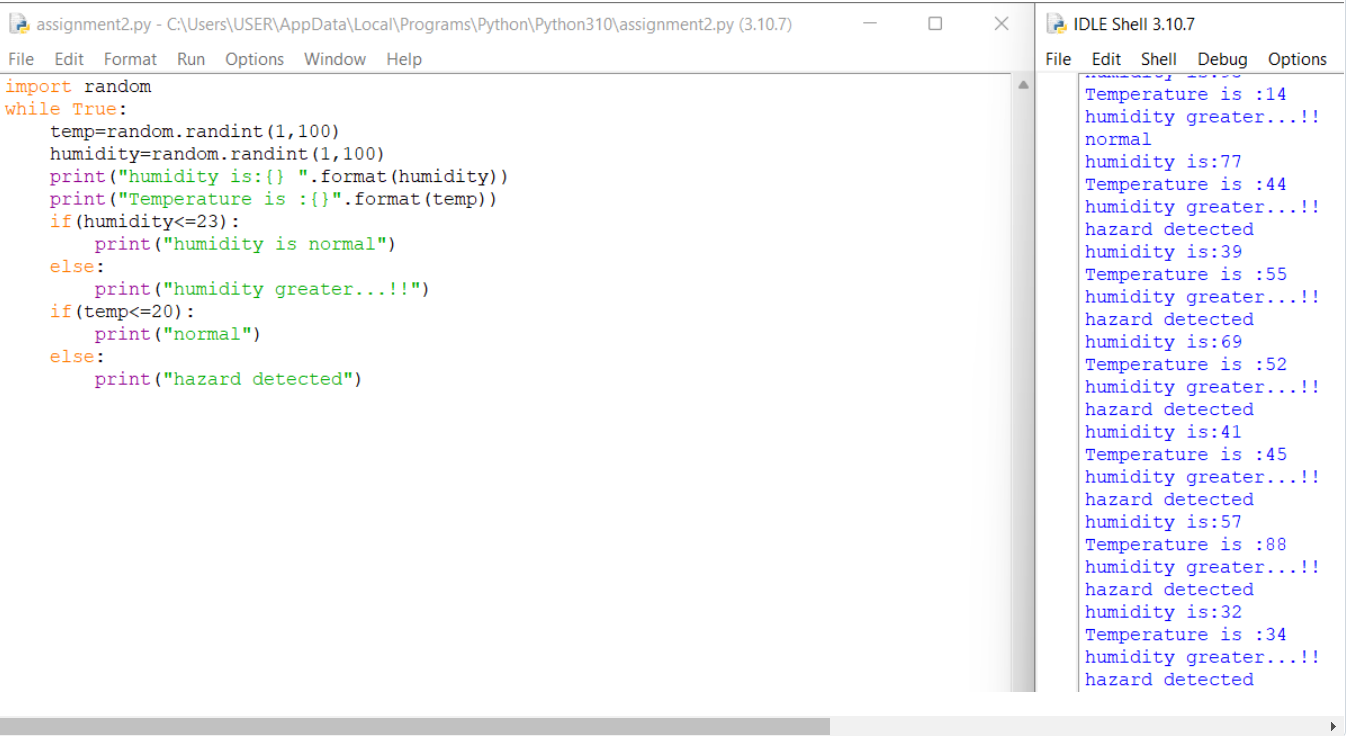 assignment2.py - C:\Users\USER\AppData\Local\Programs\Python\Python310\assignment2.py (3.10.7)
File Edit Format Run Options Window Help
import random
while True:
    temp=random.randint(1,100)
    humidity=random.randint(1,100)
    print("humidity is:{} ".format(humidity))
    print("Temperature is :{}".format(temp))
    if(humidity<=23):
        print("humidity is normal")
    else:
        print("humidity greater...!!")
    if(temp<=20):
        print("normal")
    else:
        print("hazard detected")
IDLE Shell 3.10.7
File Edit Shell Debug Options
Temperature is :14
humidity greater...!!
normal
humidity is:77
Temperature is :44
humidity greater...!!
hazard detected
humidity is:39
Temperature is :55
humidity greater...!!
hazard detected
humidity is:69
Temperature is :52
humidity greater...!!
hazard detected
humidity is:41
Temperature is :45
humidity greater...!!
hazard detected
humidity is:57
Temperature is :88
humidity greater...!!
hazard detected
humidity is:32
Temperature is :34
humidity greater...!!
hazard detected